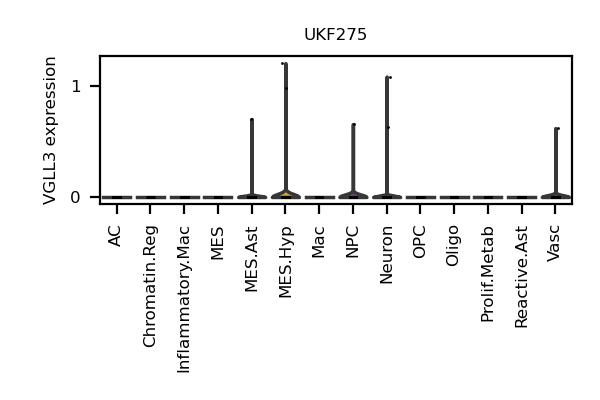 UKF275
VGLL3 expression
1
0
AC
Chromatin.Reg
Inflammatory.Mac
MES
MES.Ast
MES.Hyp
Mac
NPC
Neuron
OPC
Oligo
Prolif.Metab
Reactive.Ast
Vasc